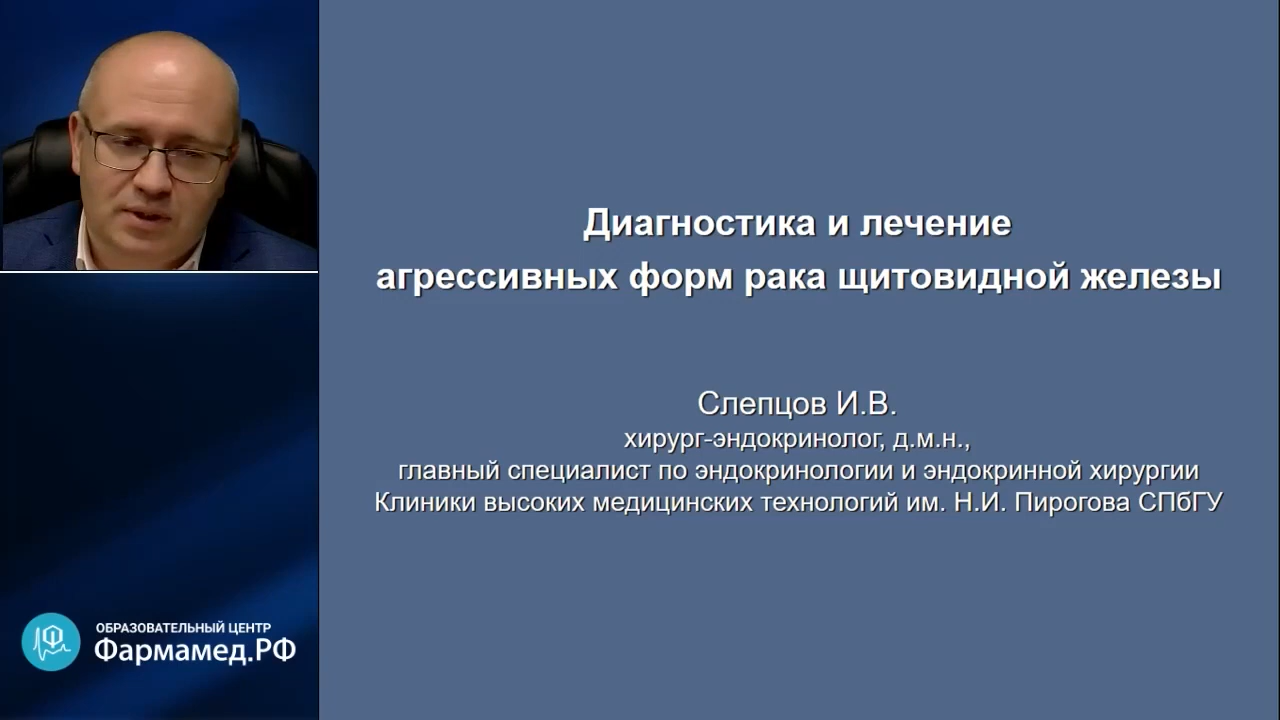 Диагностика и лечение
агрессивных форм рака щитовидной железы
Слепцов И.В.
хирург-эндокринолог, д.м.н.,
главный специалист по эндокринологии и эндокринной хирургии
Клиники высоких медицинских технологий им. Н.И. Пирогова СПбГУ
ОБРАЗОВАТЕЛЬНЫЙ ЦЕНТР
Фармамед.РФ